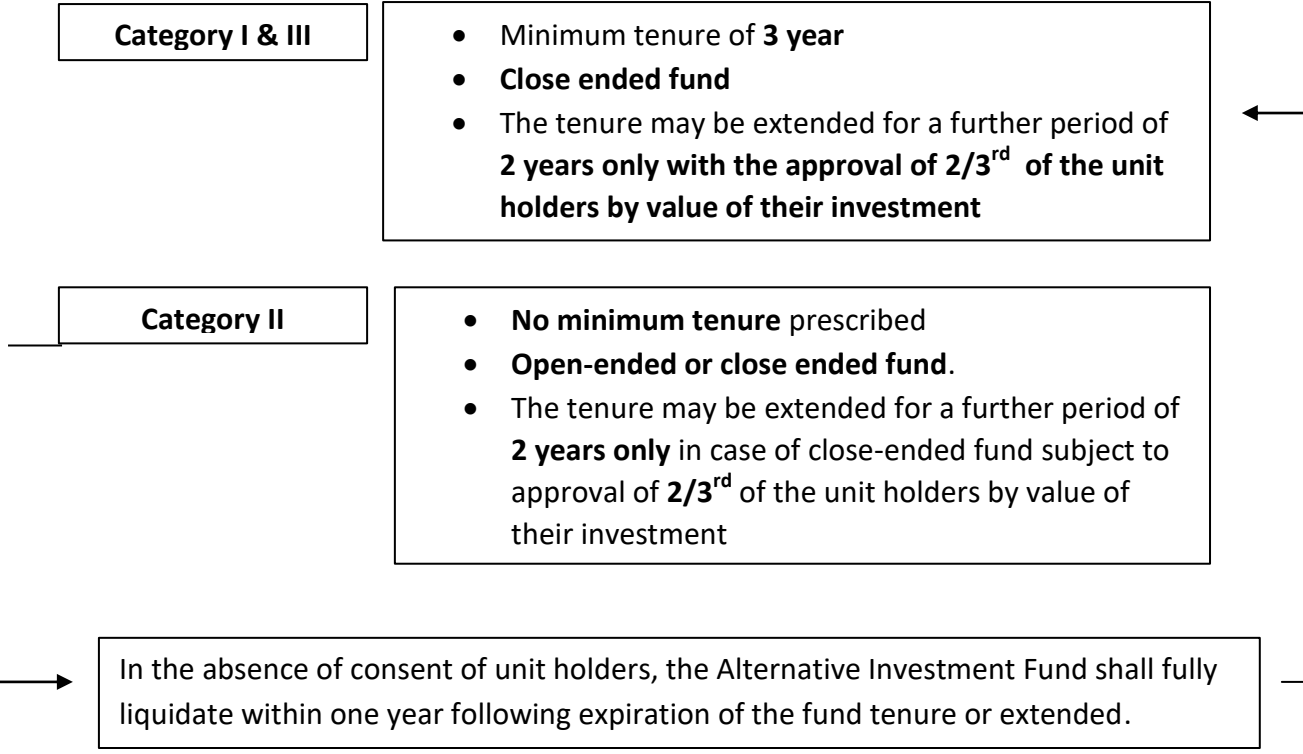 Category I & III
• Minimum tenure of 3 year
• Close ended fund
• The tenure may be extended for a further period of
2 years only with the approval of 2/3rd of the unit
holders by value of their investment
Category II
• No minimum tenure prescribed
• Open-ended or close ended fund.
• The tenure may be extended for a further period of
2 years only in case of close-ended fund subject to
approval of 2/3rd of the unit holders by value of
their investment
In the absence of consent of unit holders, the Alternative Investment Fund shall fully
liquidate within one year following expiration of the fund tenure or extended.